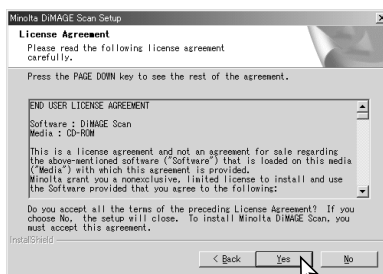 Minolta DiMAGE Scan Setup
License Agreement
Please read the following license agreement
carefully.
Press the PAGE DOWN key to see the rest of the agreement.
END USER LICENSE AGREEMENT
Software : DiMAGE Scan
Media : CD-ROM
This is a license agreement and not an agreement for sale regarding
the above-mentioned software ("Software") that is loaded on this media
("Media") with which this agreement is provided.
Minolta grant you a nonexclusive, limited license to install and use
the Software provided that you agree to the following:
Do you accept all the terms of the preceding License Agreement? If you
choose No, the setup will close. To install Minolta DiMAGE Scan, you
must accept this agreement.
InstallShield
< Back Yes No